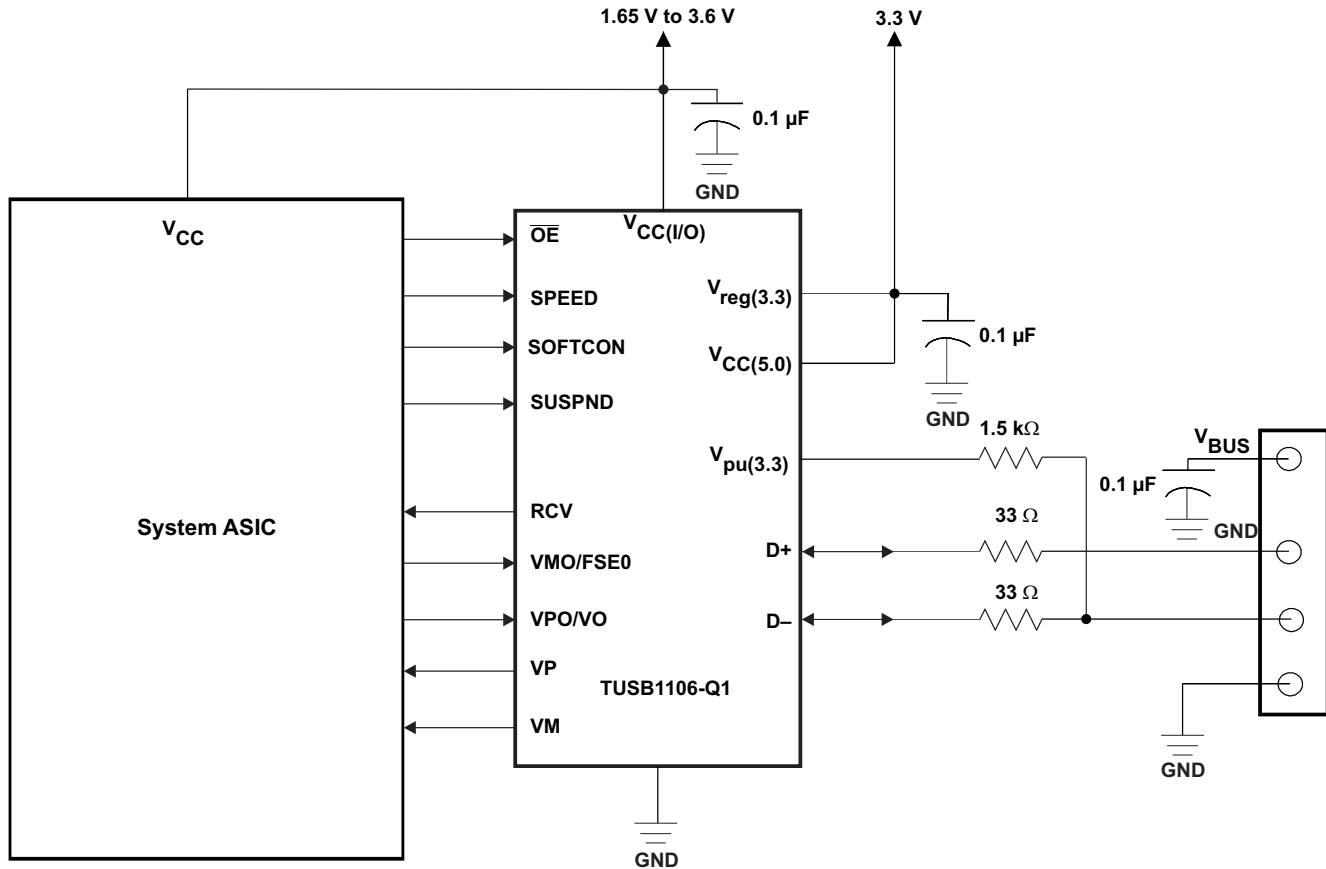 1.65 V to 3.6 V
3.3 V
0.1 µF
GND
VCC
OE
VCC(I/O)
SPEED
Vreg(3.3)
SOFTCON
0.1 µF
VCC(5.0)
SUSPND
GND
1.5 kΩ
VBUS
Vpu(3.3)
0.1 µF
RCV
System ASIC
33 Ω
GND
D+
VMO/FSE0
33 Ω
VPO/VO
D–
VP
TUSB1106-Q1
VM
GND
GND